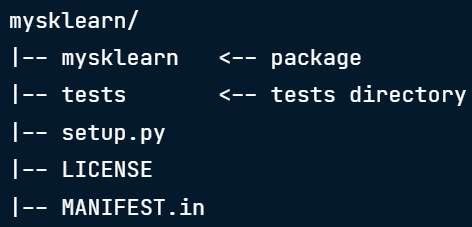 mysklearn/
|-- mysklearn   <-- package
|-- tests       <-- tests directory
|-- setup.py
|-- LICENSE
|-- MANIFEST.in